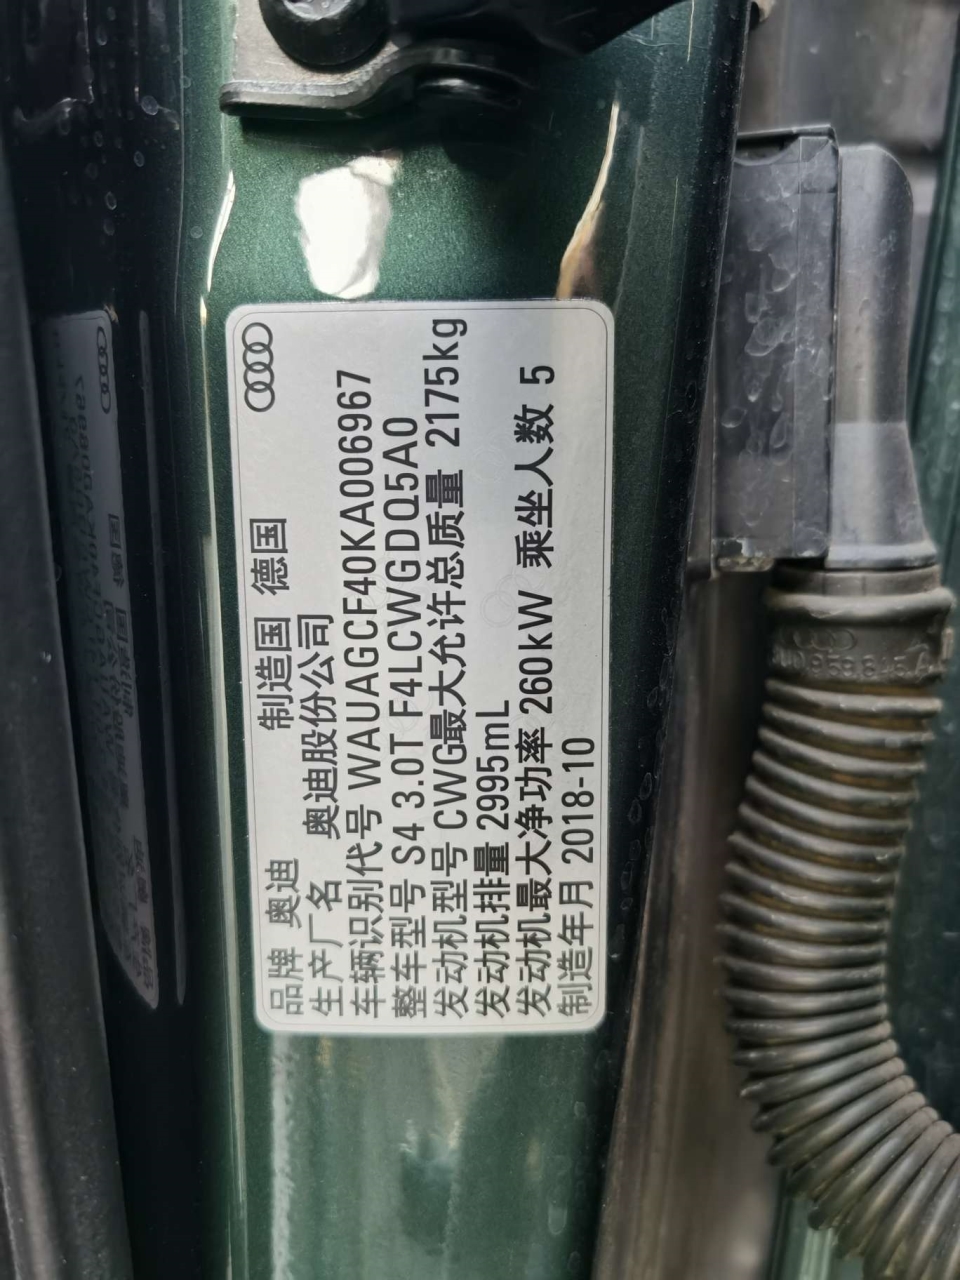 品牌 奥迪 制造国 德国
生产厂名 奥迪股份公司
车辆识别代号 WAUAGCF40KA006967
整车型号 S4 3.0T F4LCWGDQ5A0
发动机型号 CWG最大允许总质量 2175kg
发动机排量 2995mL
发动机最大净功率 260kW 乘坐人数 5
制造年月 2018-10